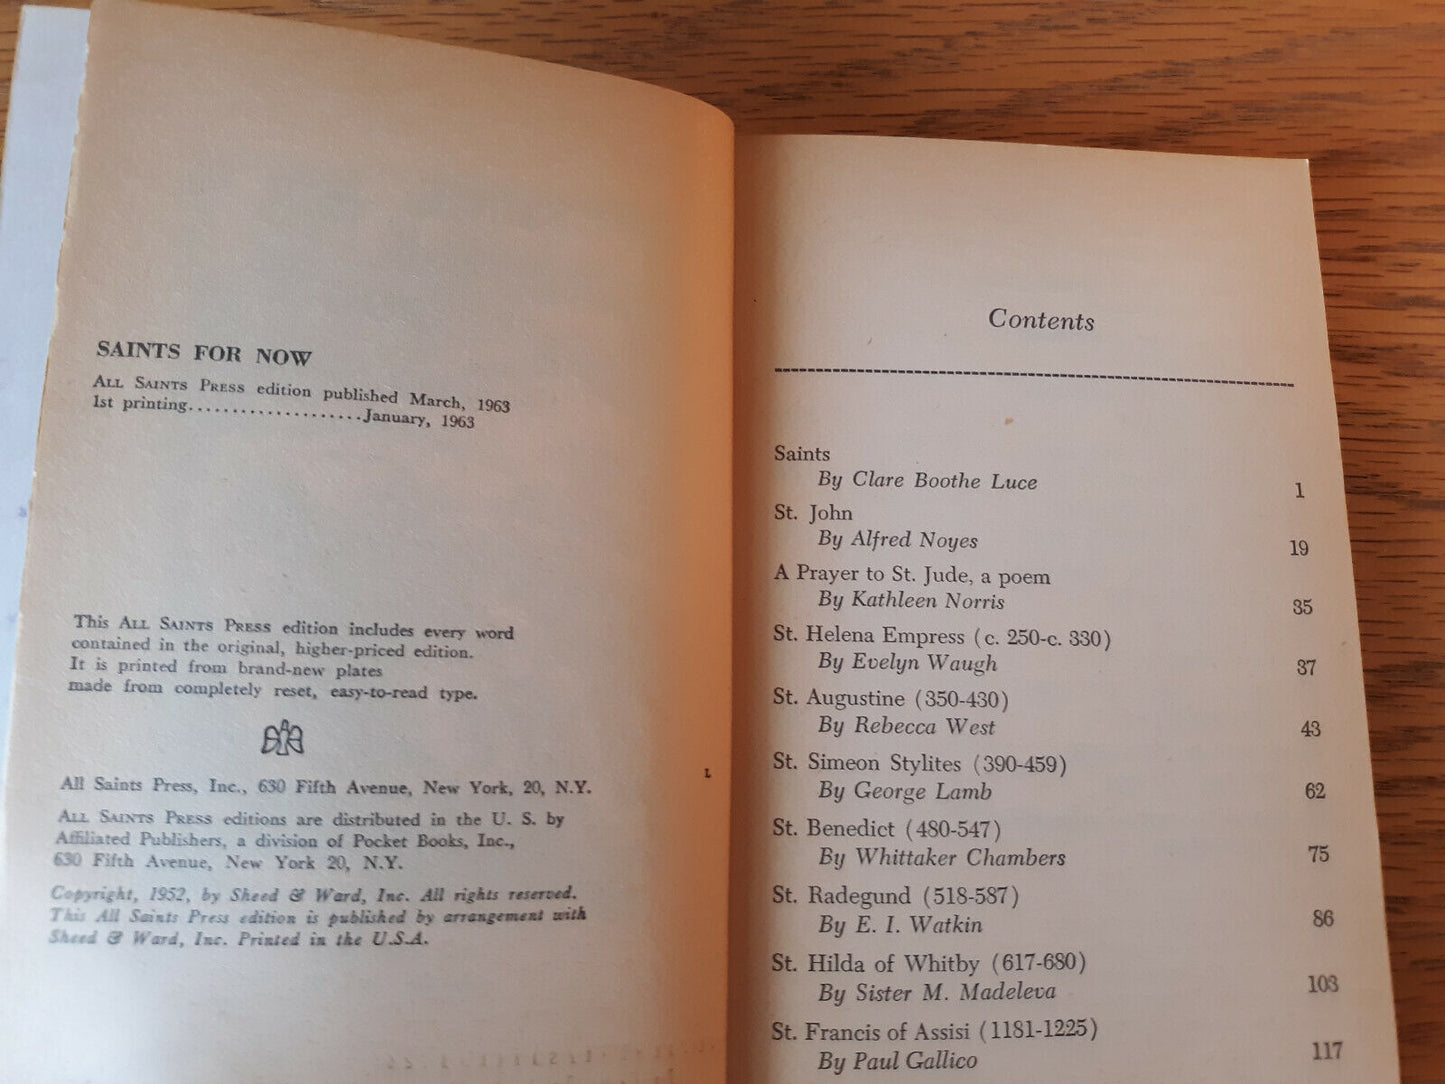 SAINTS FOR NOW
ALL SAINTS PRESS edition published March, 1963
1st printing....................January, 1963
This ALL SAINTS PRESS edition includes every word
contained in the original, higher-priced edition.
It is printed from brand-new plates
made from completely reset, easy-to-read type.
All Saints Press, Inc., 630 Fifth Avenue, New York, 20, N.Y.
ALL SAINTS PRESS editions are distributed in the U. S. by
Affiliated Publishers, a division of Pocket Books, Inc.,
630 Fifth Avenue, New York 20, N.Y.
Copyright, 1952, by Sheed & Ward, Inc. All rights reserved.
This All Saints Press edition is published by arrangement with
Sheed & Ward, Inc. Printed in the U.S.A.
L
Contents
Saints
By Clare Boothe Luce 1
St. John
By Alfred Noyes 19
A Prayer to St. Jude, a poem
By Kathleen Norris 35
St. Helena Empress (c. 250-c. 330)
By Evelyn Waugh 37
St. Augustine (350-430)
By Rebecca West 43
St. Simeon Stylites (390-459)
By George Lamb 62
St. Benedict (480-547)
By Whittaker Chambers 75
St. Radegund (518-587)
By E. I. Watkin 86
St. Hilda of Whitby (617-680)
By Sister M. Madeleva 103
St. Francis of Assisi (1181-1225)
By Paul Gallico 117